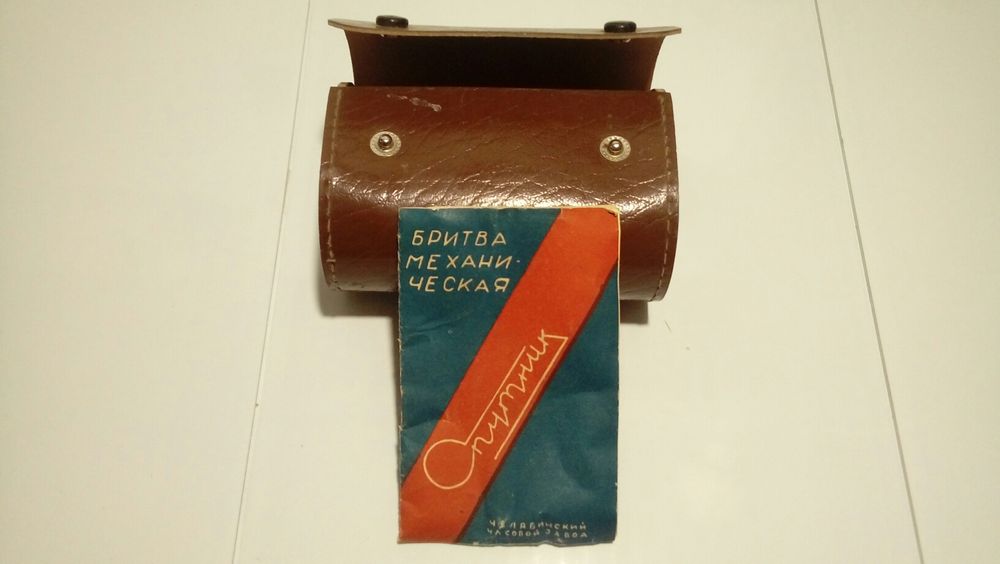 БРИТВА
МЕХАНИ-
ЧЕСКАЯ
Спутник
ЧЕЛЯБИНСКИЙ
ЧАСОВОЙ ЗАВОД